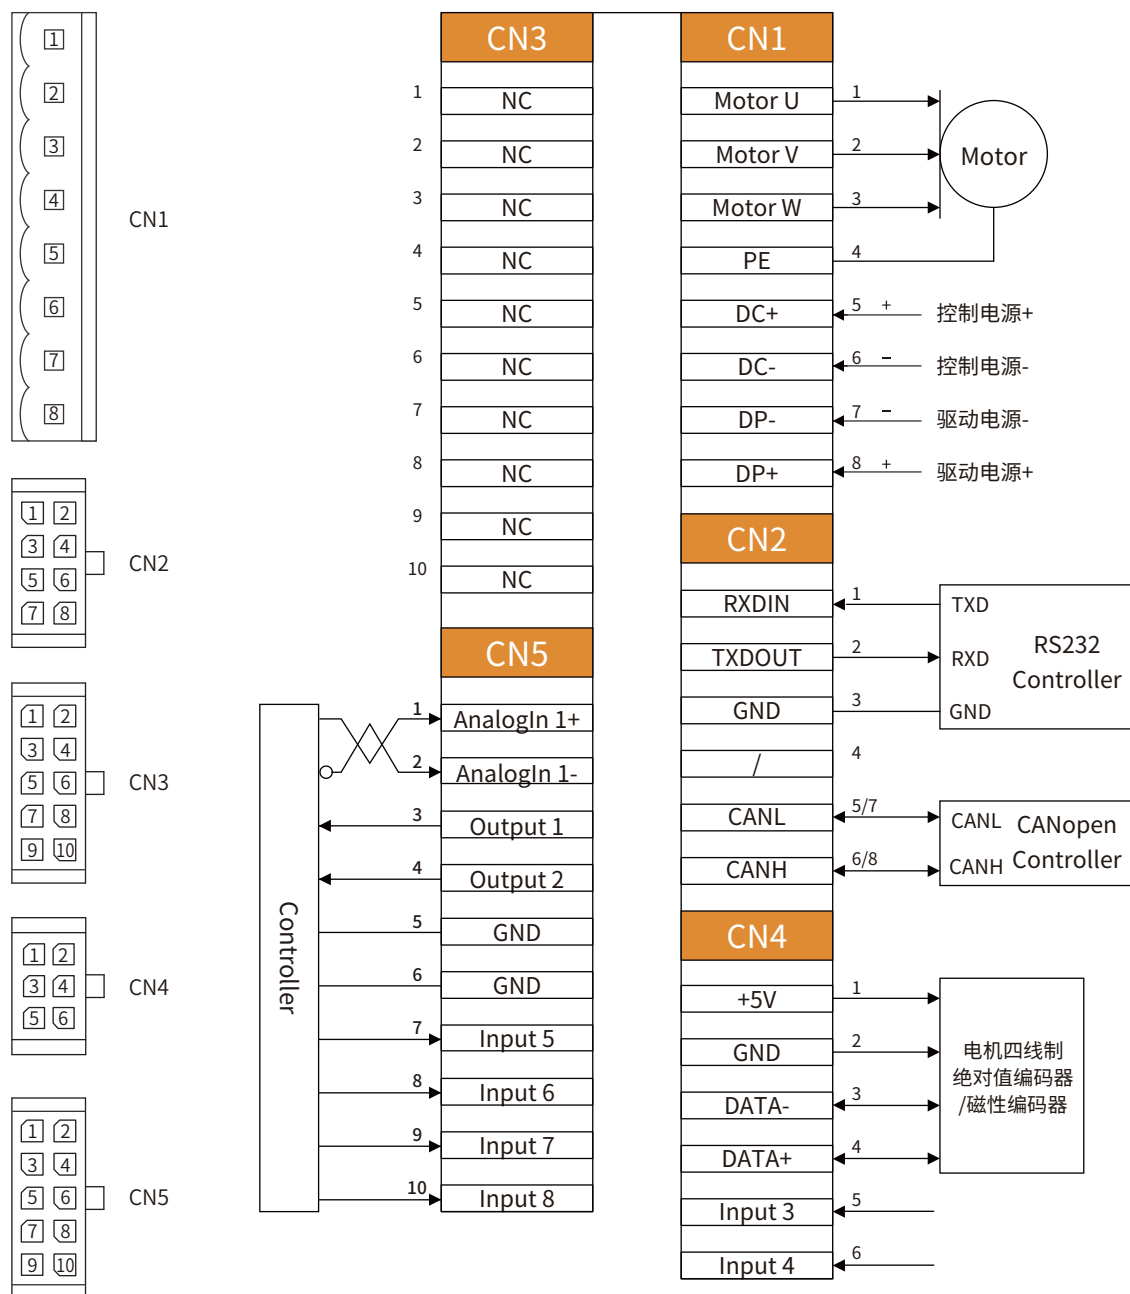 1
2
3
4
5
6
7
8
CN1
1 2
3 4
5 6
7 8
CN2
1 2
3 4
5 6
7 8
9 10
CN3
1 2
3 4
5 6
CN4
1 2
3 4
5 6
7 8
9 10
CN5
CN3
1 NC
2 NC
3 NC
4 NC
5 NC
6 NC
7 NC
8 NC
9 NC
10 NC
CN5
Controller
1 AnalogIn 1+
2 AnalogIn 1-
3 Output 1
4 Output 2
5 GND
6 GND
7 Input 5
8 Input 6
9 Input 7
10 Input 8
CN1
Motor U 1
Motor V 2
Motor W 3
PE 4
Motor
DC+ 5 + 控制电源+
DC- 6 − 控制电源-
DP- 7 − 驱动电源-
DP+ 8 + 驱动电源+
CN2
RXDIN 1 TXD
TXDOUT 2 RXD
GND 3 GND
RS232
Controller
/ 4
CANL 5/7 CANL
CANH 6/8 CANH
CANopen
Controller
CN4
+5V 1
GND 2
DATA- 3
DATA+ 4
电机四线制
绝对值编码器
/磁性编码器
Input 3 5
Input 4 6